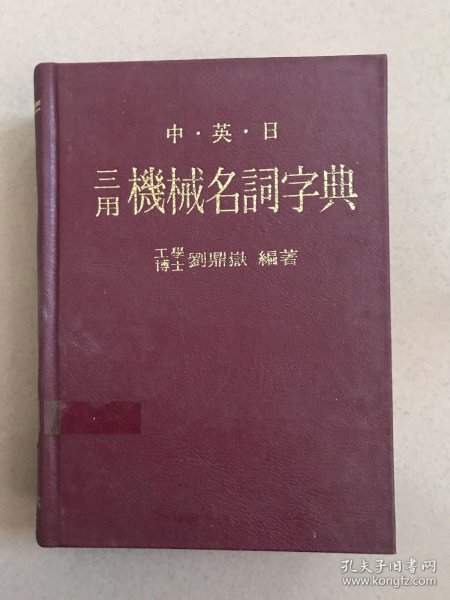 中·英·日
三用 機械名詞字典
工學博士 劉鼎嶽 編著
孔夫子旧书网
www.kongfz.com